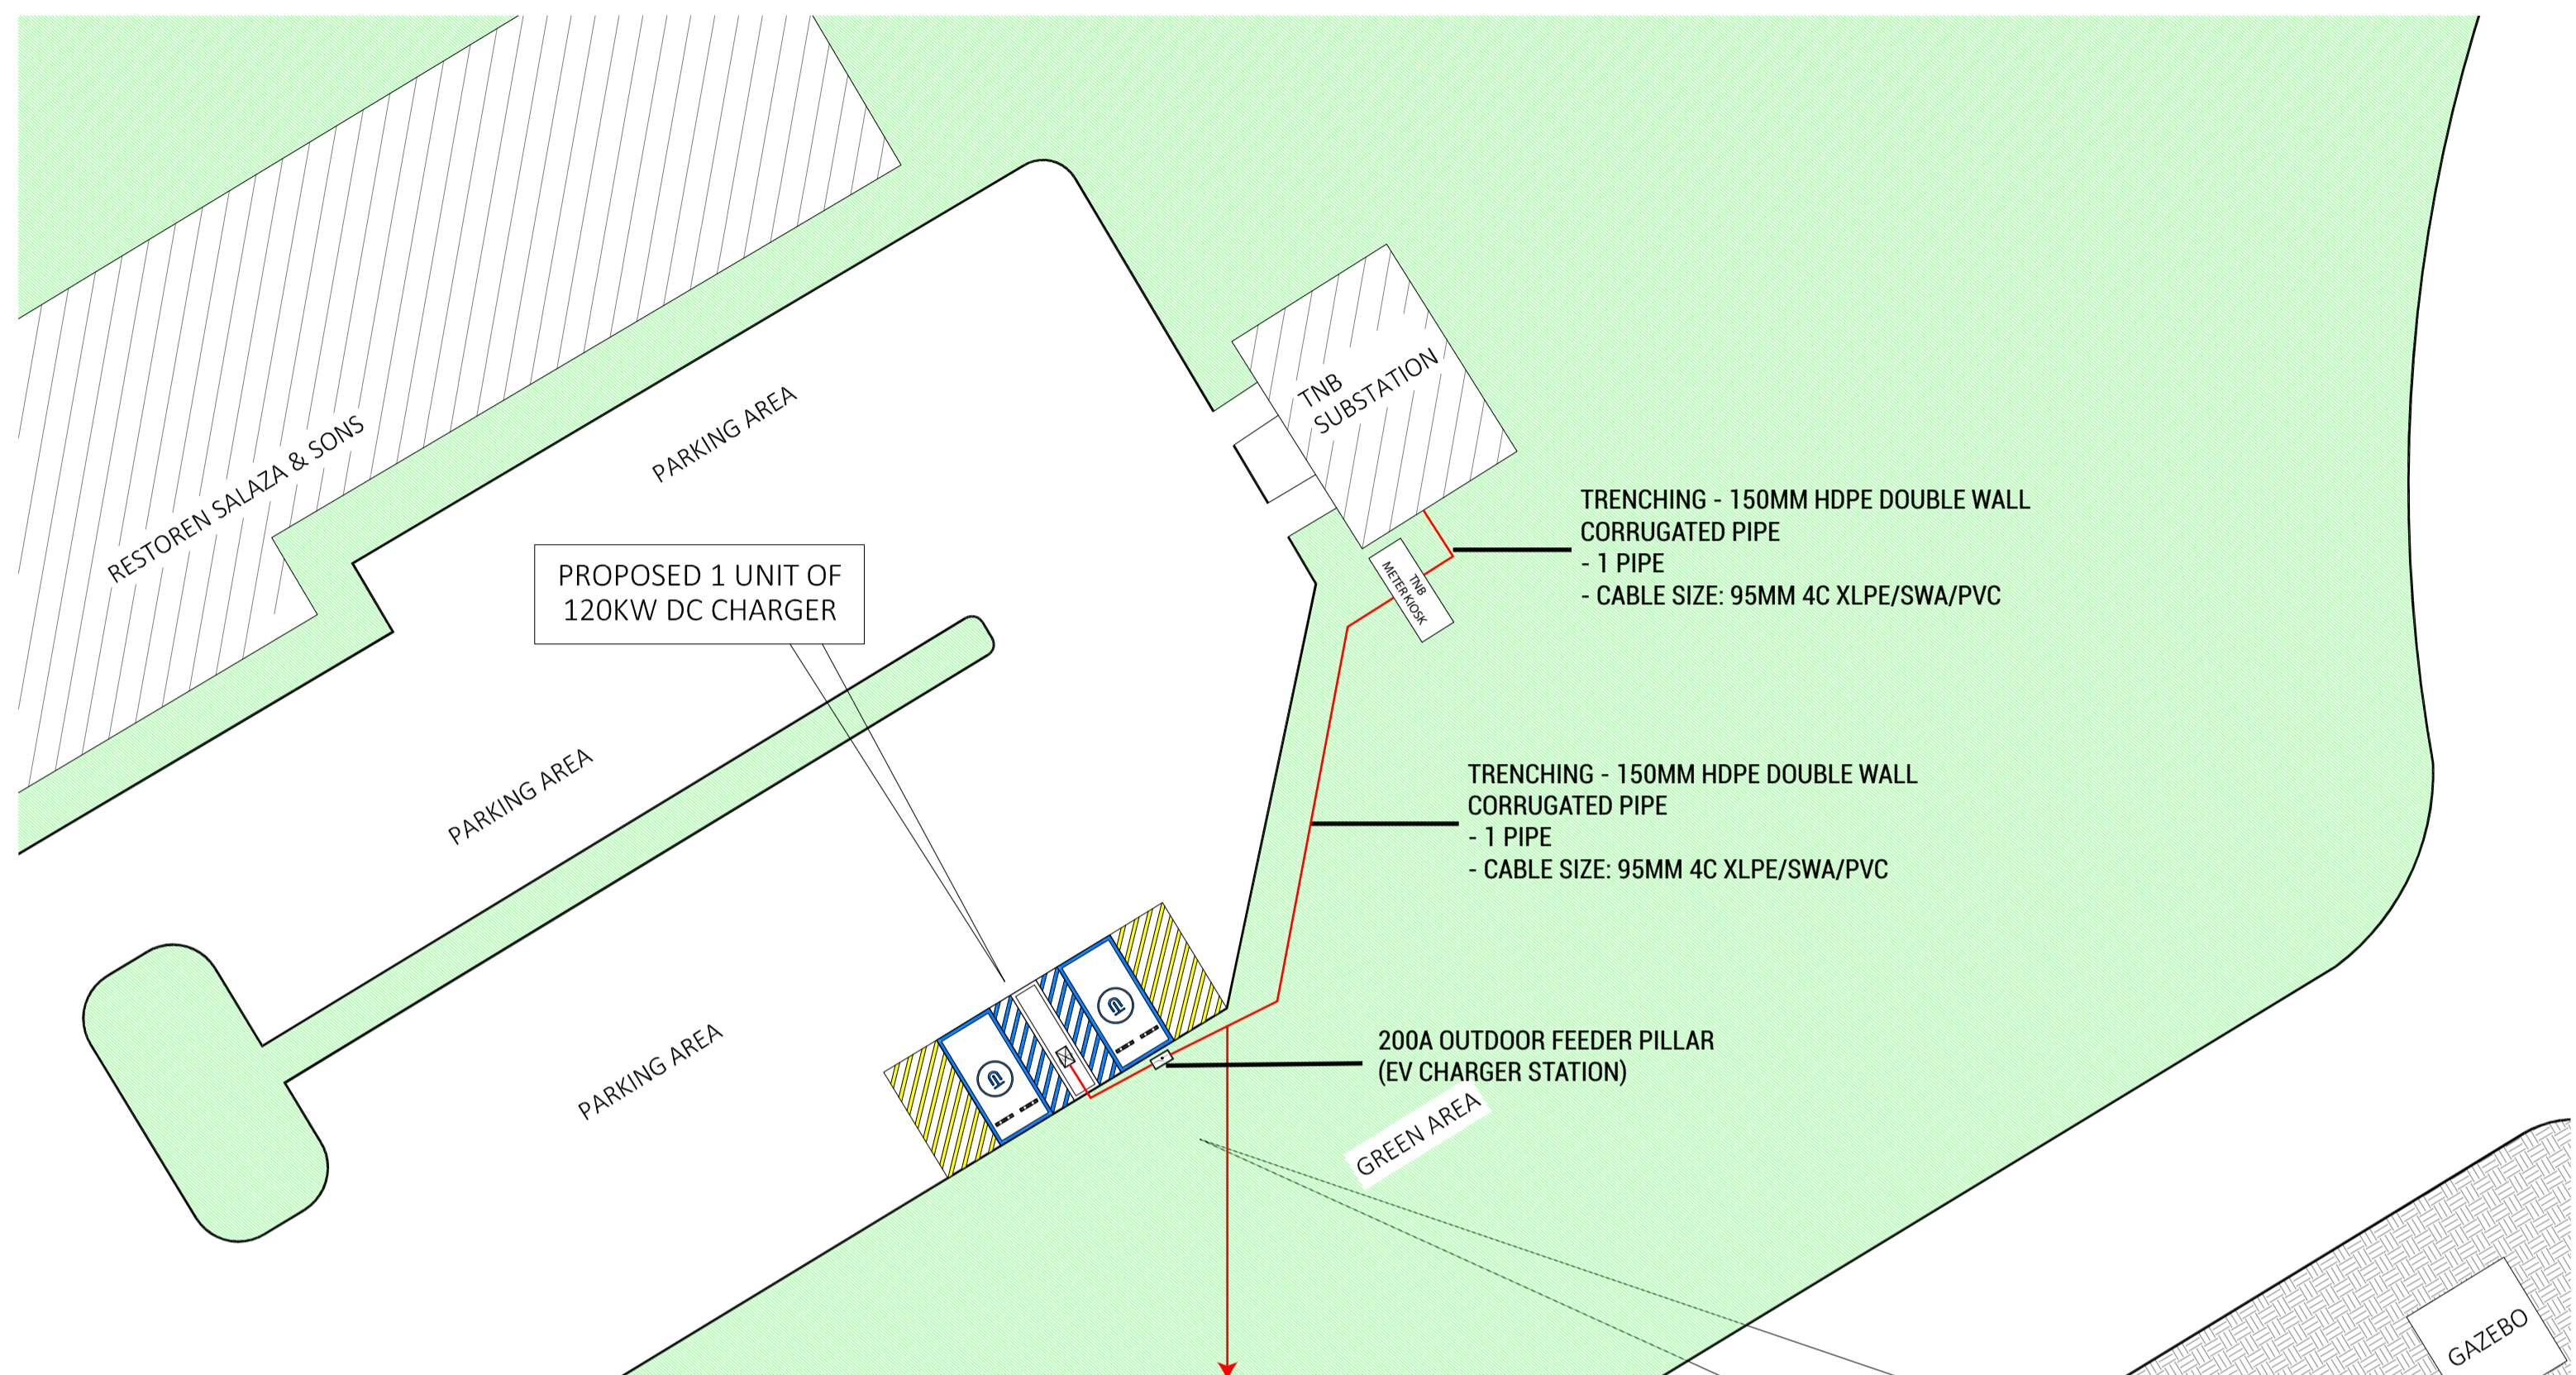 TNB
SUBSTATION
PARKING AREA
RESTOREN SALAZA & SONS
TRENCHING - 150MM HDPE DOUBLE WALL
CORRUGATED PIPE
- 1 PIPE
- CABLE SIZE: 95MM 4C XLPE/SWA/PVC
PROPOSED 1 UNIT OF
120KW DC CHARGER
TNB
METER KIOSK
PARKING AREA
TRENCHING - 150MM HDPE DOUBLE WALL
CORRUGATED PIPE
- 1 PIPE
- CABLE SIZE: 95MM 4C XLPE/SWA/PVC
PARKING AREA
200A OUTDOOR FEEDER PILLAR
(EV CHARGER STATION)
GREEN AREA
GAZEBO